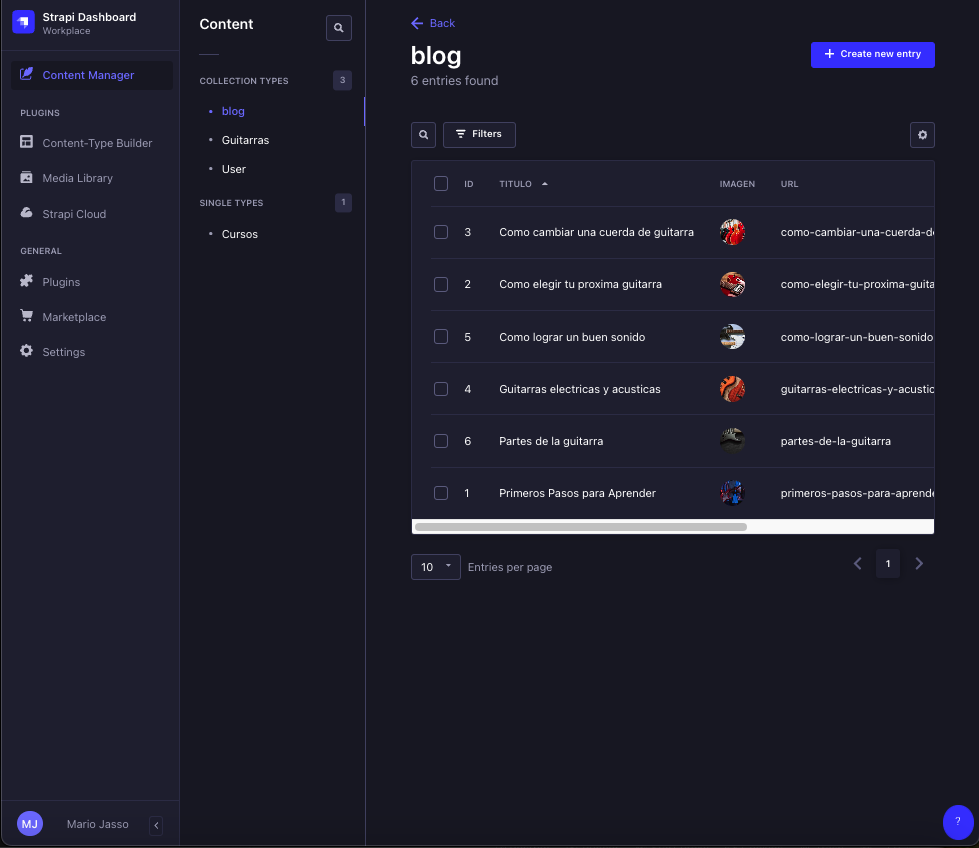 Strapi Dashboard
Workplace
Content Manager
PLUGINS
Content-Type Builder
Media Library
Strapi Cloud
GENERAL
Plugins
Marketplace
Settings
MJ Mario Jasso
Content
COLLECTION TYPES 3
blog
Guitarras
User
SINGLE TYPES 1
Cursos
Back
blog
6 entries found
Create new entry
Filters
ID TITULO IMAGEN URL
3 Como cambiar una cuerda de guitarra como-cambiar-una-cuerda-d
2 Como elegir tu proxima guitarra como-elegir-tu-proxima-guita
5 Como lograr un buen sonido como-lograr-un-buen-sonido
4 Guitarras electricas y acusticas guitarras-electricas-y-acustic
6 Partes de la guitarra partes-de-la-guitarra
1 Primeros Pasos para Aprender primeros-pasos-para-aprende
10 Entries per page 1
?